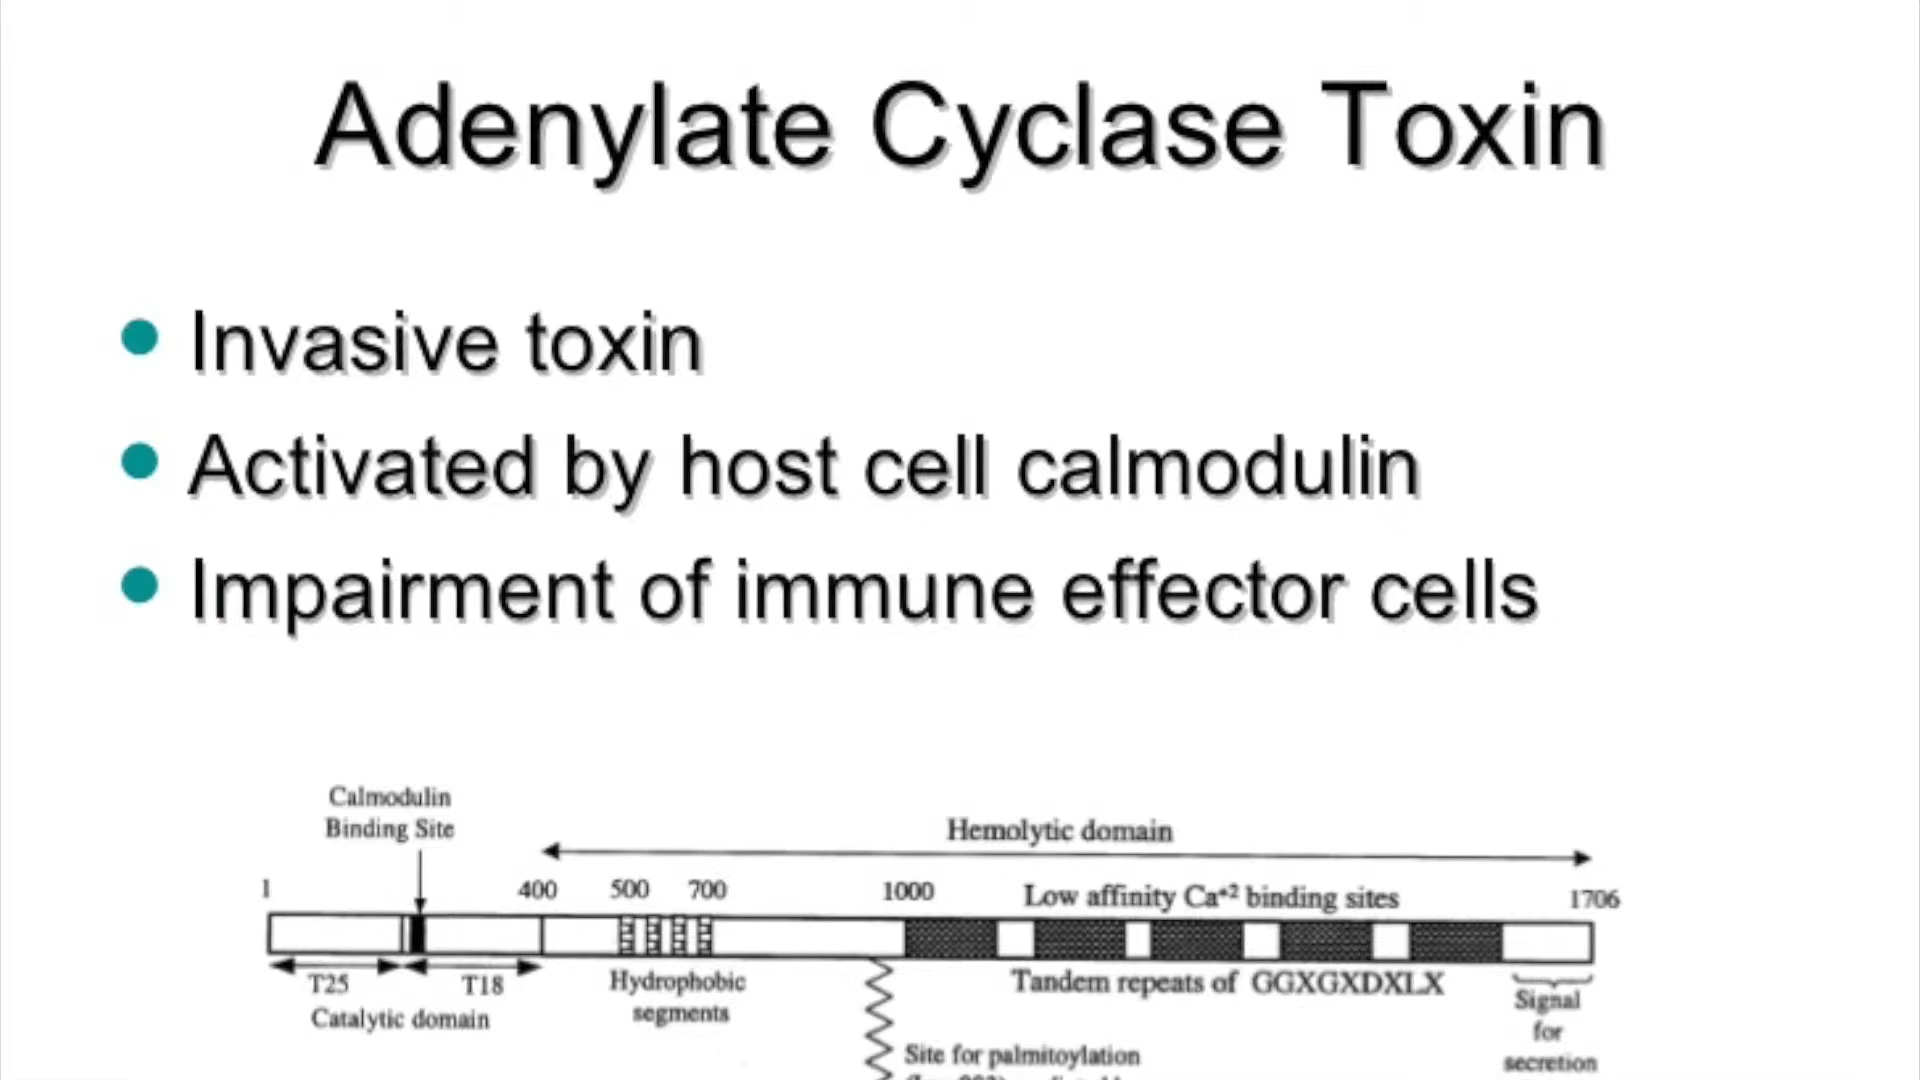 Adenylate Cyclase Toxin
Invasive toxin
Activated by host cell calmodulin
Impairment of immune effector cells
Calmodulin
Binding Site
Hemolytic domain
1
400
500
700
1000
Low affinity Ca+2 binding sites
1706
T25
T18
Catalytic domain
Hydrophobic
segments
Tandem repeats of GGXGXDXLX
Signal
for
secretion
Site for palmitoylation